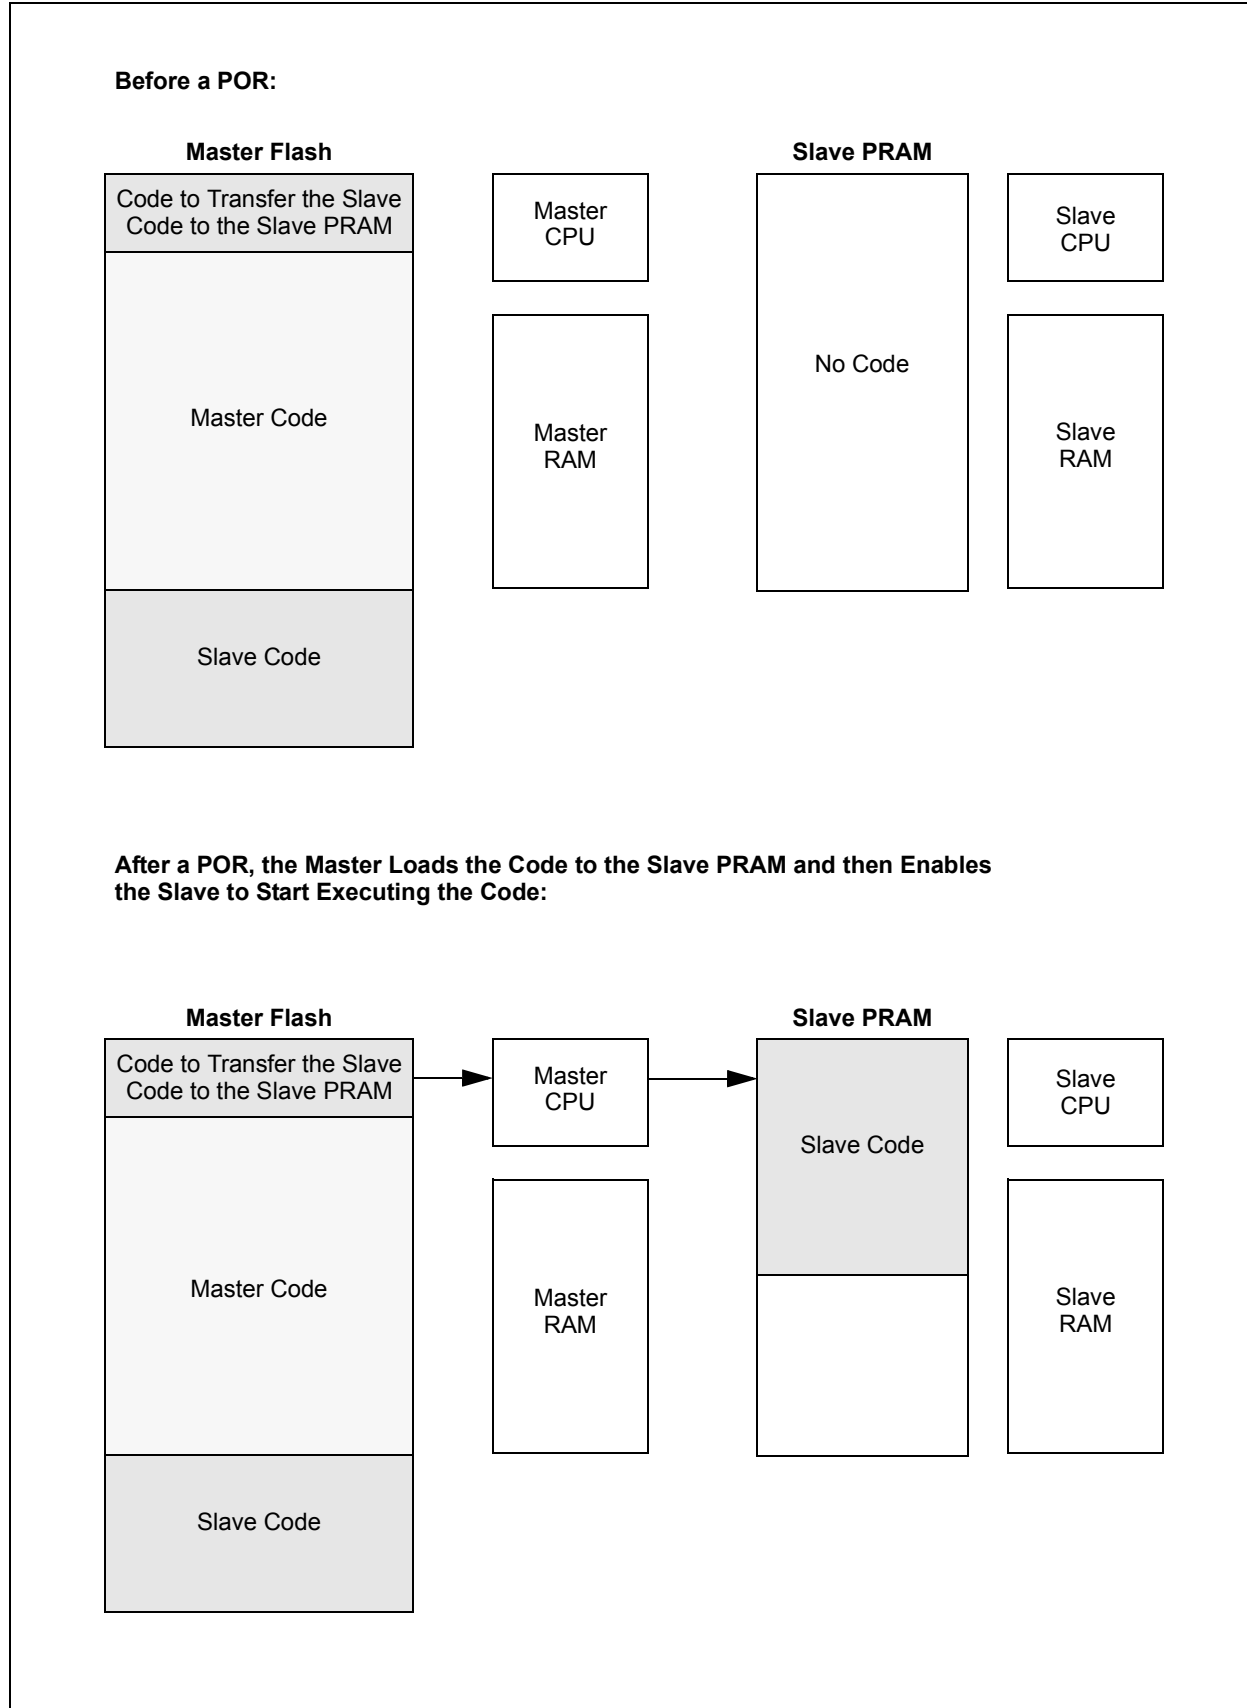 Before a POR:
Master Flash
Slave PRAM
Code to Transfer the Slave
Code to the Slave PRAM
Master
CPU
Slave
CPU
No Code
Master Code
Master
RAM
Slave
RAM
Slave Code
After a POR, the Master Loads the Code to the Slave PRAM and then Enables
the Slave to Start Executing the Code:
Master Flash
Slave PRAM
Code to Transfer the Slave
Code to the Slave PRAM
Master
CPU
Slave
CPU
Slave Code
Master Code
Master
RAM
Slave
RAM
Slave Code